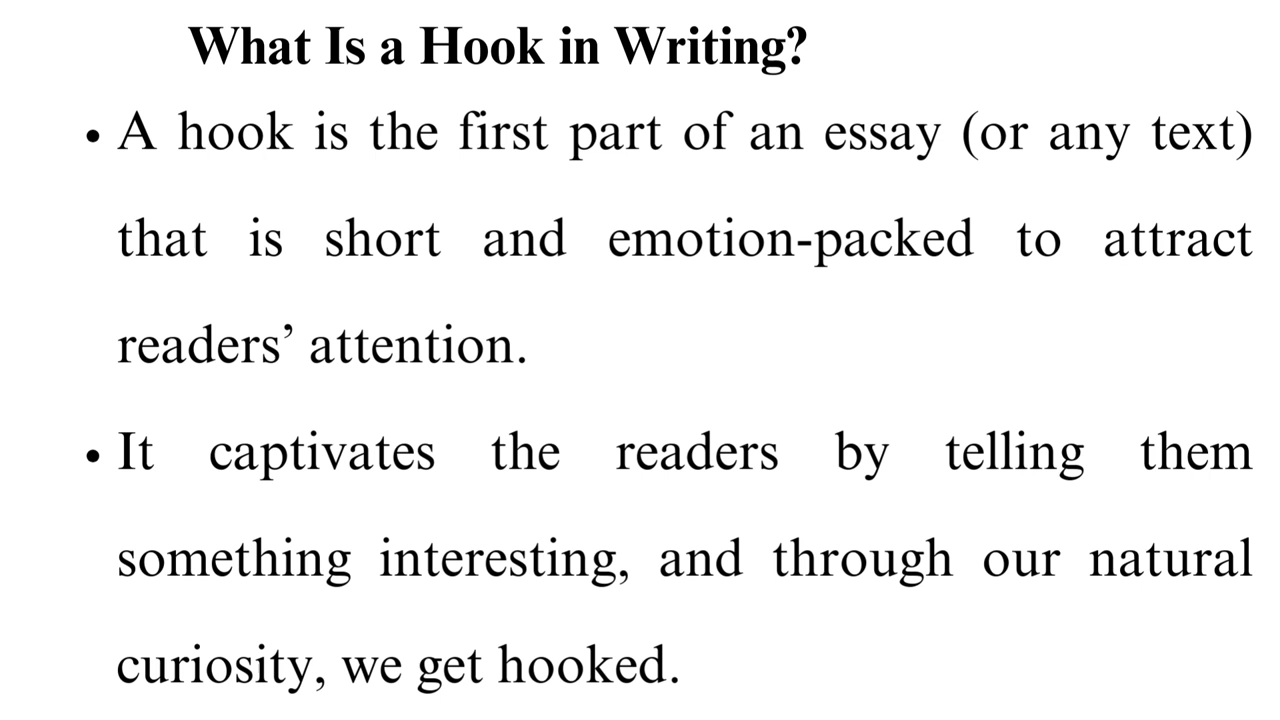 What Is a Hook in Writing?
• A hook is the first part of an essay (or any text)
that is short and emotion-packed to attract
readers’ attention.
• It captivates the readers by telling them
something interesting, and through our natural
curiosity, we get hooked.